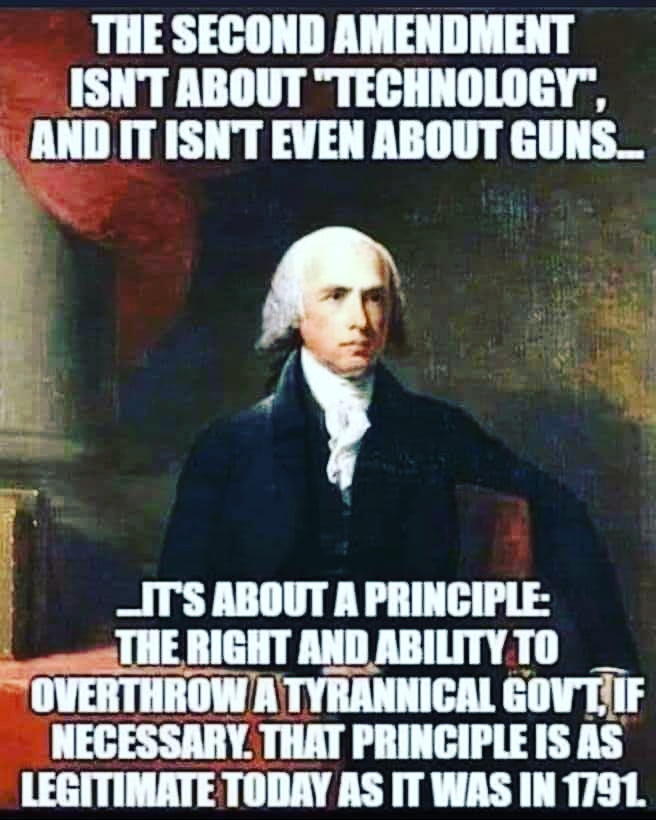 THE SECOND AMENDMENT
ISN'T ABOUT "TECHNOLOGY",
AND IT ISN'T EVEN ABOUT GUNS...
...IT'S ABOUT A PRINCIPLE:
THE RIGHT AND ABILITY TO
OVERTHROW A TYRANNICAL GOV'T, IF
NECESSARY. THAT PRINCIPLE IS AS
LEGITIMATE TODAY AS IT WAS IN 1791.